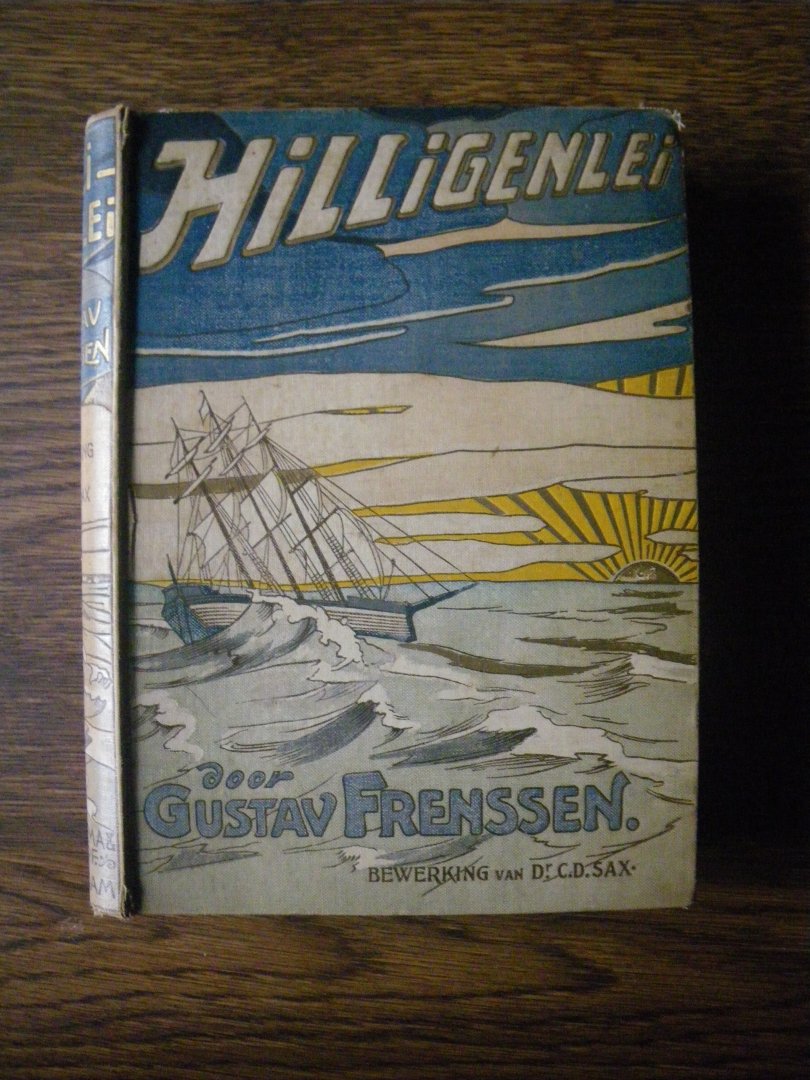 HiLLiGENLEi
door
GUSTAV FRENSSEN.
BEWERKING VAN Dr. C.D. SAX.